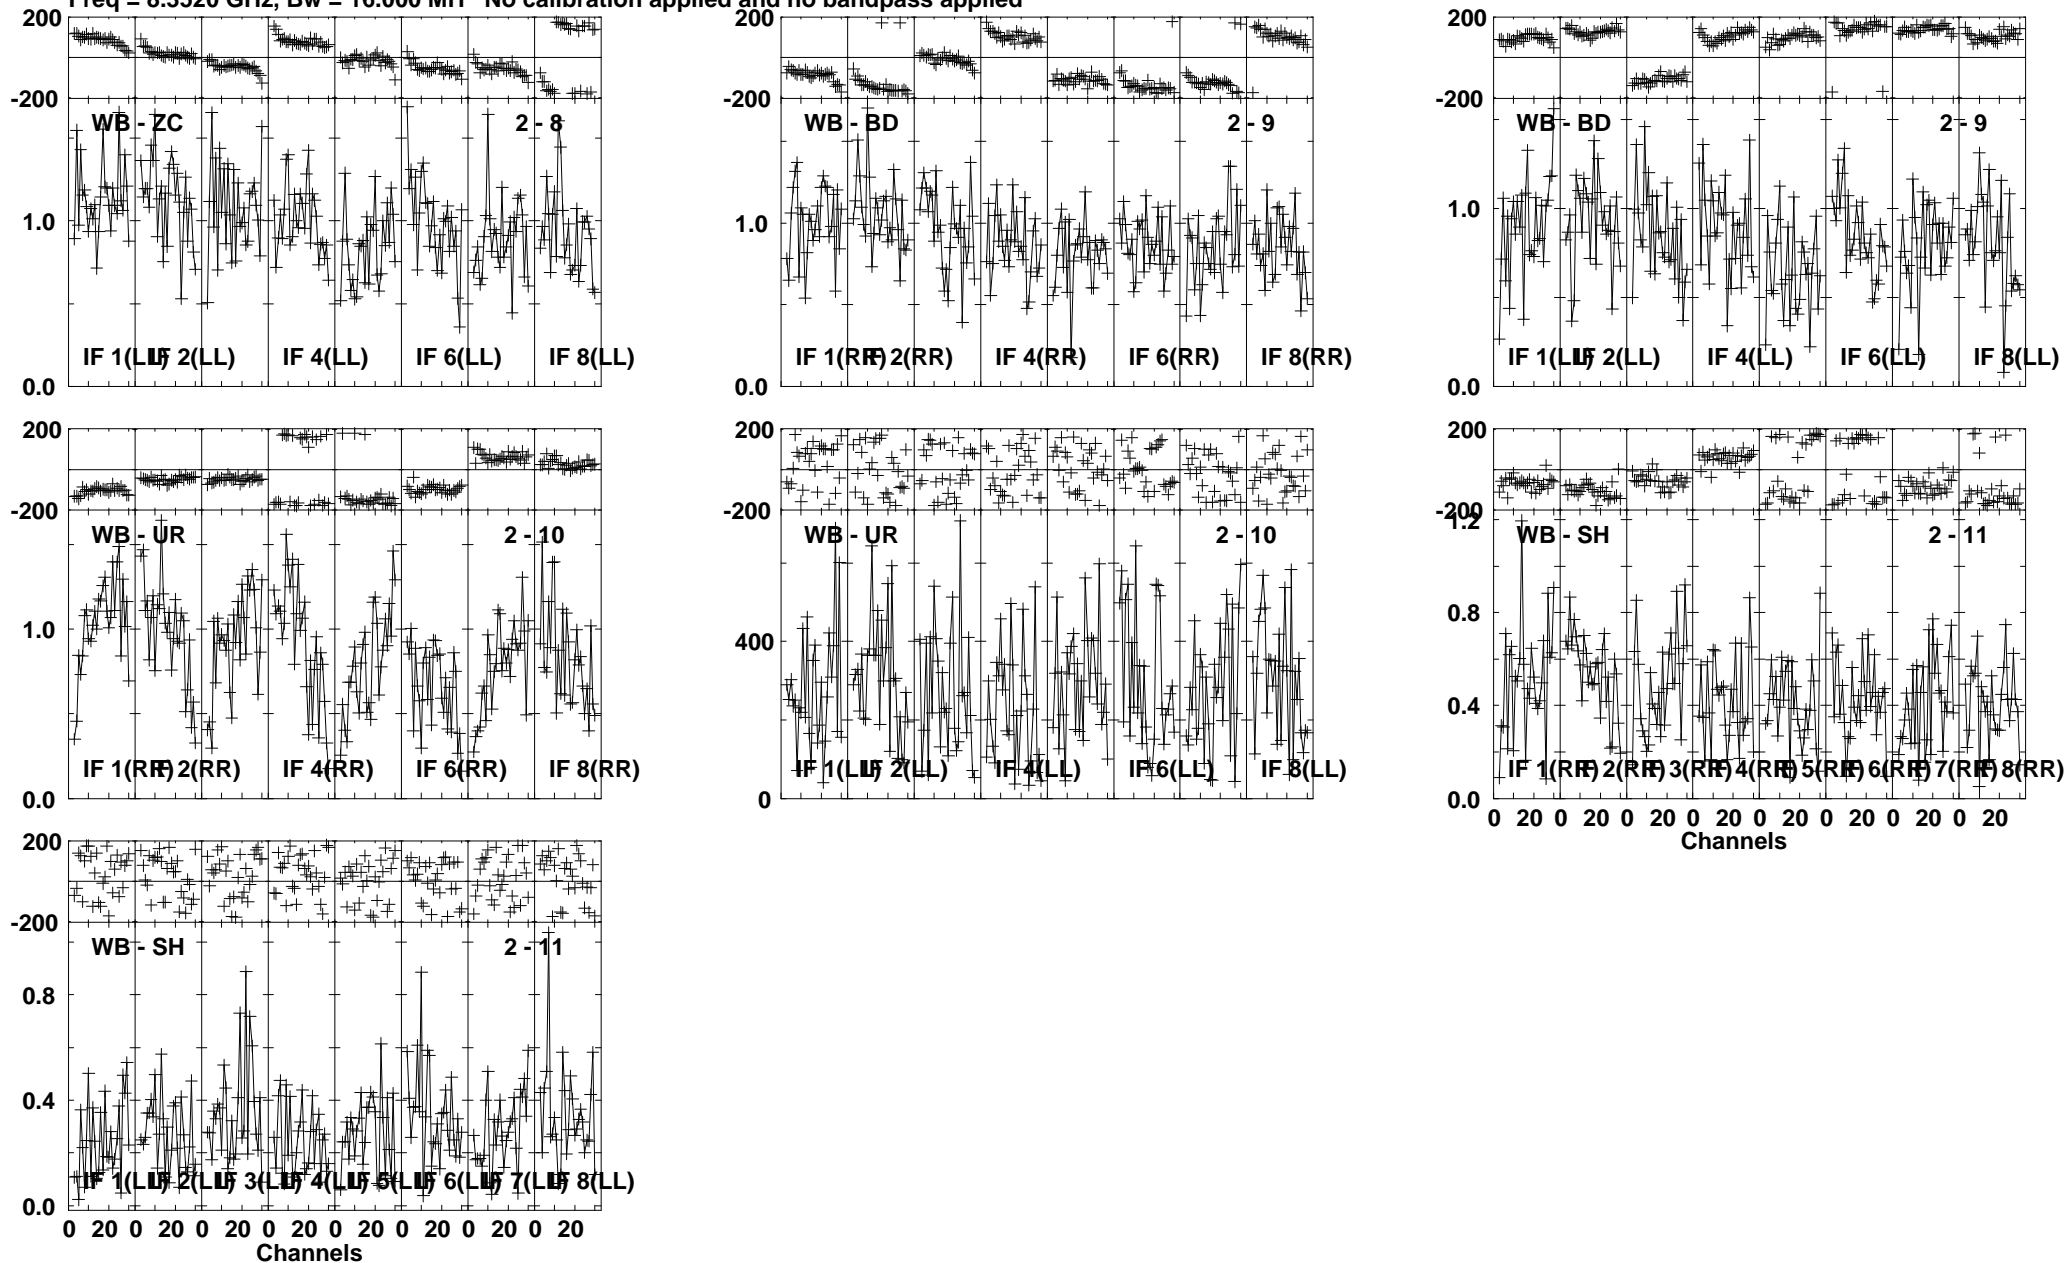 Freq = 8.3520 GHz, Bw = 16.000 MH No calibration applied and no bandpass applied
200
-200
WB - ZC 2 - 8
1.0
IF 1(LL) IF 2(LL) IF 4(LL) IF 6(LL) IF 8(LL)
0.0
200
-200
WB - BD 2 - 9
1.0
IF 1(RR) IF 2(RR) IF 4(RR) IF 6(RR) IF 8(RR)
0.0
200
-200
WB - BD 2 - 9
1.0
IF 1(LL) IF 2(LL) IF 4(LL) IF 6(LL) IF 8(LL)
0.0
200
-200
WB - UR 2 - 10
1.0
IF 1(RR) IF 2(RR) IF 4(RR) IF 6(RR) IF 8(RR)
0.0
200
-200
WB - UR 2 - 10
400
IF 1(LL) IF 2(LL) IF 4(LL) IF 6(LL) IF 8(LL)
0
200
-200
1.2
WB - SH 2 - 11
0.8
0.4
IF 1(RR) IF 2(RR) IF 3(RR) IF 4(RR) IF 5(RR) IF 6(RR) IF 7(RR) IF 8(RR)
0.0
0 20 0 20 0 20 0 20 0 20 0 20 0 20 0 20
Channels
200
-200
WB - SH 2 - 11
0.8
0.4
IF 1(LL) IF 2(LL) IF 3(LL) IF 4(LL) IF 5(LL) IF 6(LL) IF 7(LL) IF 8(LL)
0.0
0 20 0 20 0 20 0 20 0 20 0 20 0 20 0 20
Channels